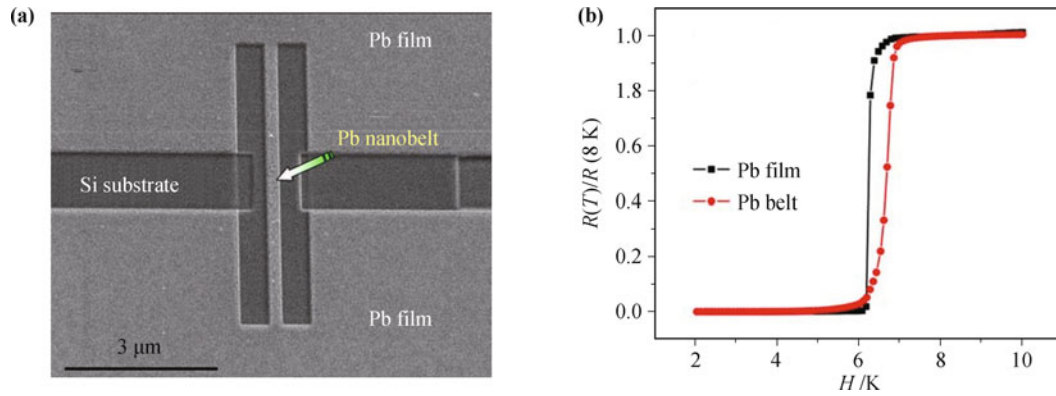 (a)
Pb film
Pb nanobelt
Si substrate
Pb film
3 μm
(b)
R(T)/R (8 K)
1.0
1.8
0.6
0.4
0.2
0.0
Pb film
Pb belt
2 4 6 8 10
H /K